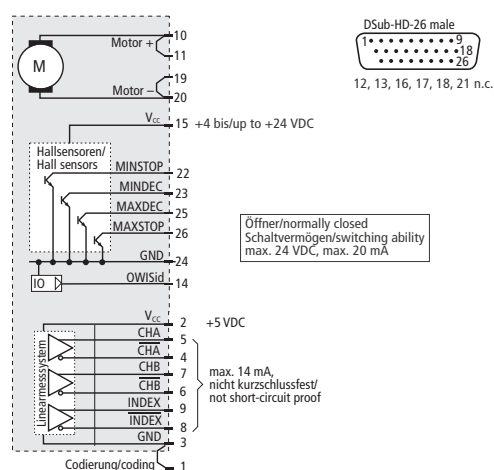 10
Motor +
11
M
19
Motor –
20
VCC
15 +4 bis/up to +24 VDC
Hallsensoren/
Hall sensors
MINSTOP
22
MINDEC
23
MAXDEC
25
MAXSTOP
26
GND
24
IO
OWISid
14
VCC
2 +5 VDC
Linearmesssystem
CHA
5
CHA
4
CHB
7
CHB
6
INDEX
9
INDEX
8
GND
3
Codierung/coding
1
max. 14 mA,
nicht kurzschlussfest/
not short-circuit proof
Öffner/normally closed
Schaltvermögen/switching ability
max. 24 VDC, max. 20 mA
DSub-HD-26 male
1 9
18
26
12, 13, 16, 17, 18, 21 n.c.